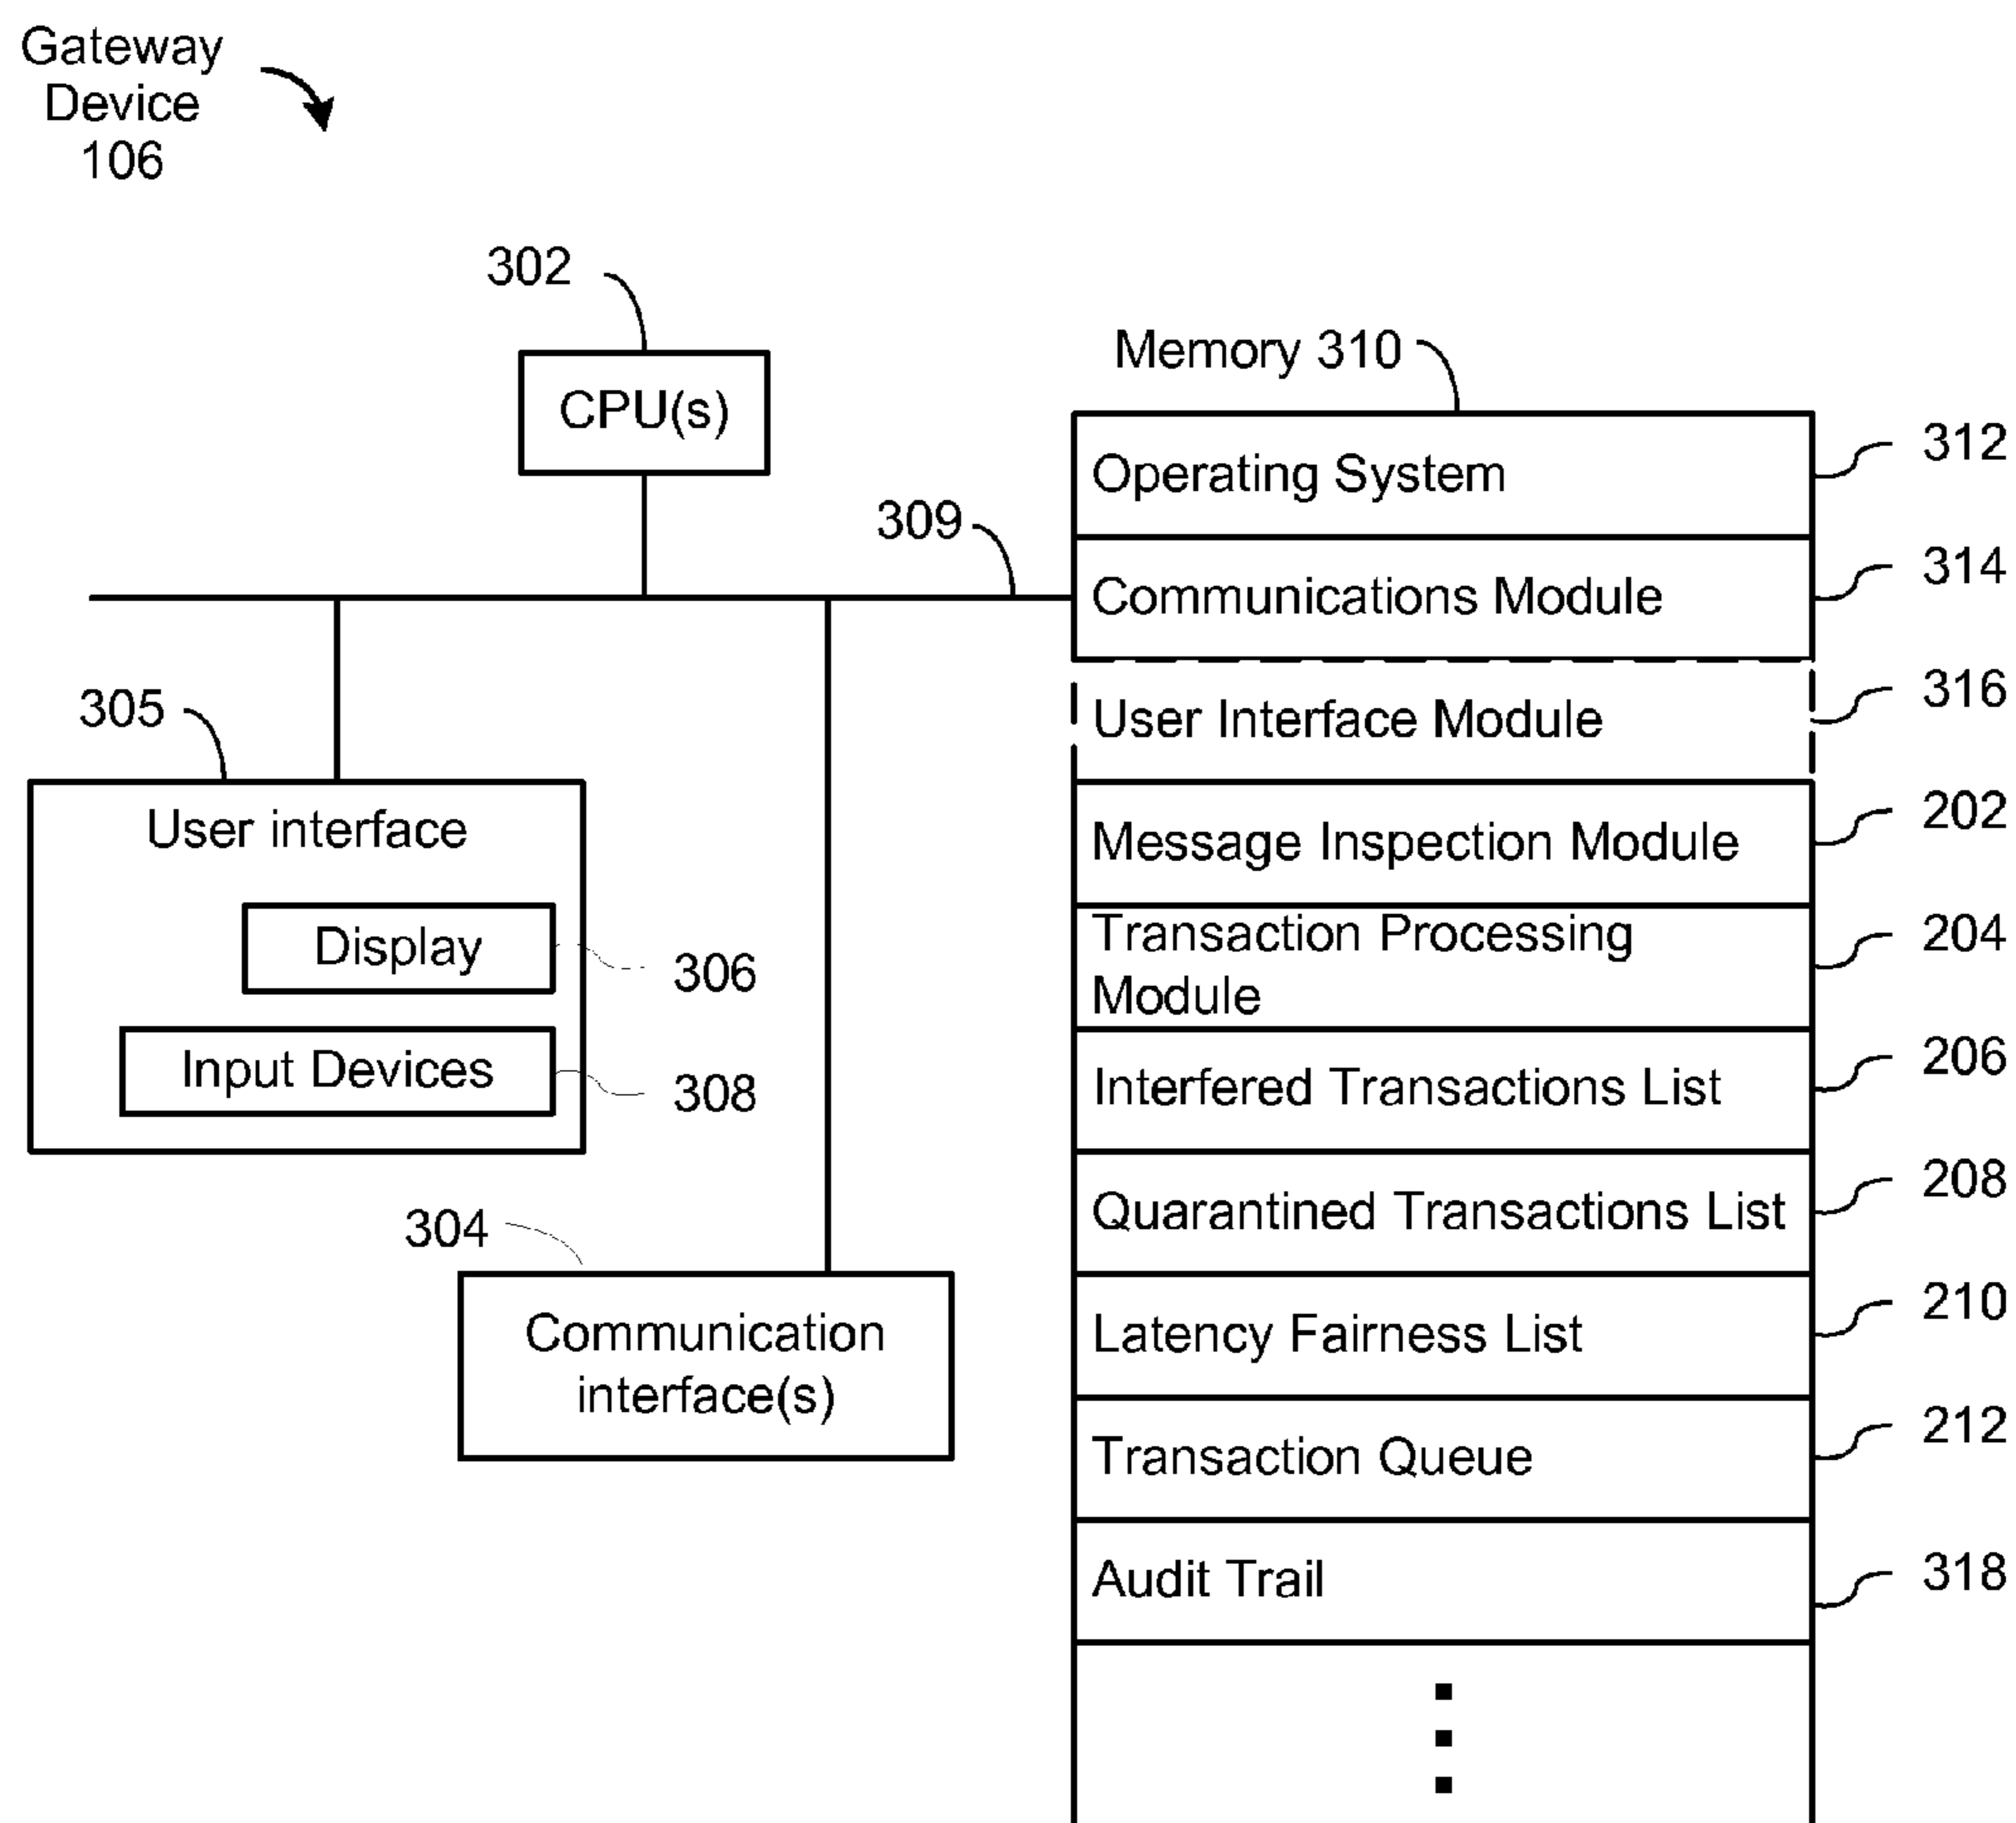 Gateway
Device
106
302
CPU(s)
309
Memory 310
Operating System
312
Communications Module
314
User Interface Module
316
Message Inspection Module
202
Transaction Processing
Module
204
Interfered Transactions List
206
Quarantined Transactions List
208
Latency Fairness List
210
Transaction Queue
212
Audit Trail
318
305
User interface
Display
306
Input Devices
308
304
Communication
interface(s)